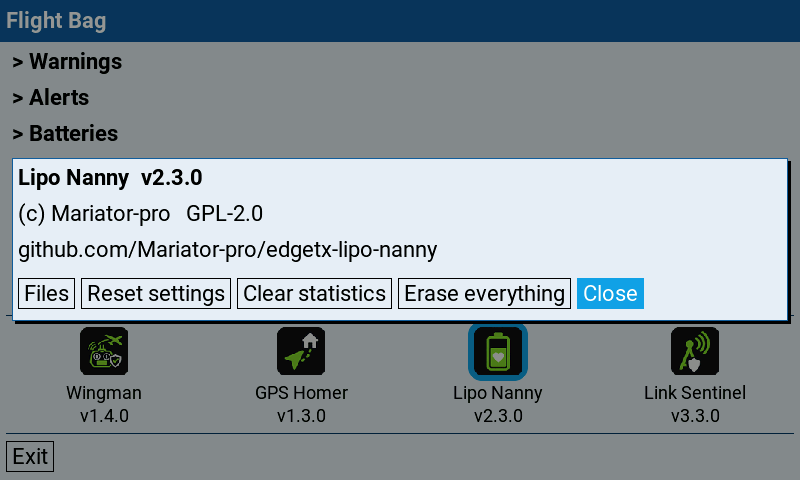 Flight Bag
> Warnings
> Alerts
> Batteries
Lipo Nanny v2.3.0
(c) Mariator-pro GPL-2.0
github.com/Mariator-pro/edgetx-lipo-nanny
Files Reset settings Clear statistics Erase everything Close
Wingman GPS Homer Lipo Nanny Link Sentinel
v1.4.0 v1.3.0 v2.3.0 v3.3.0
Exit